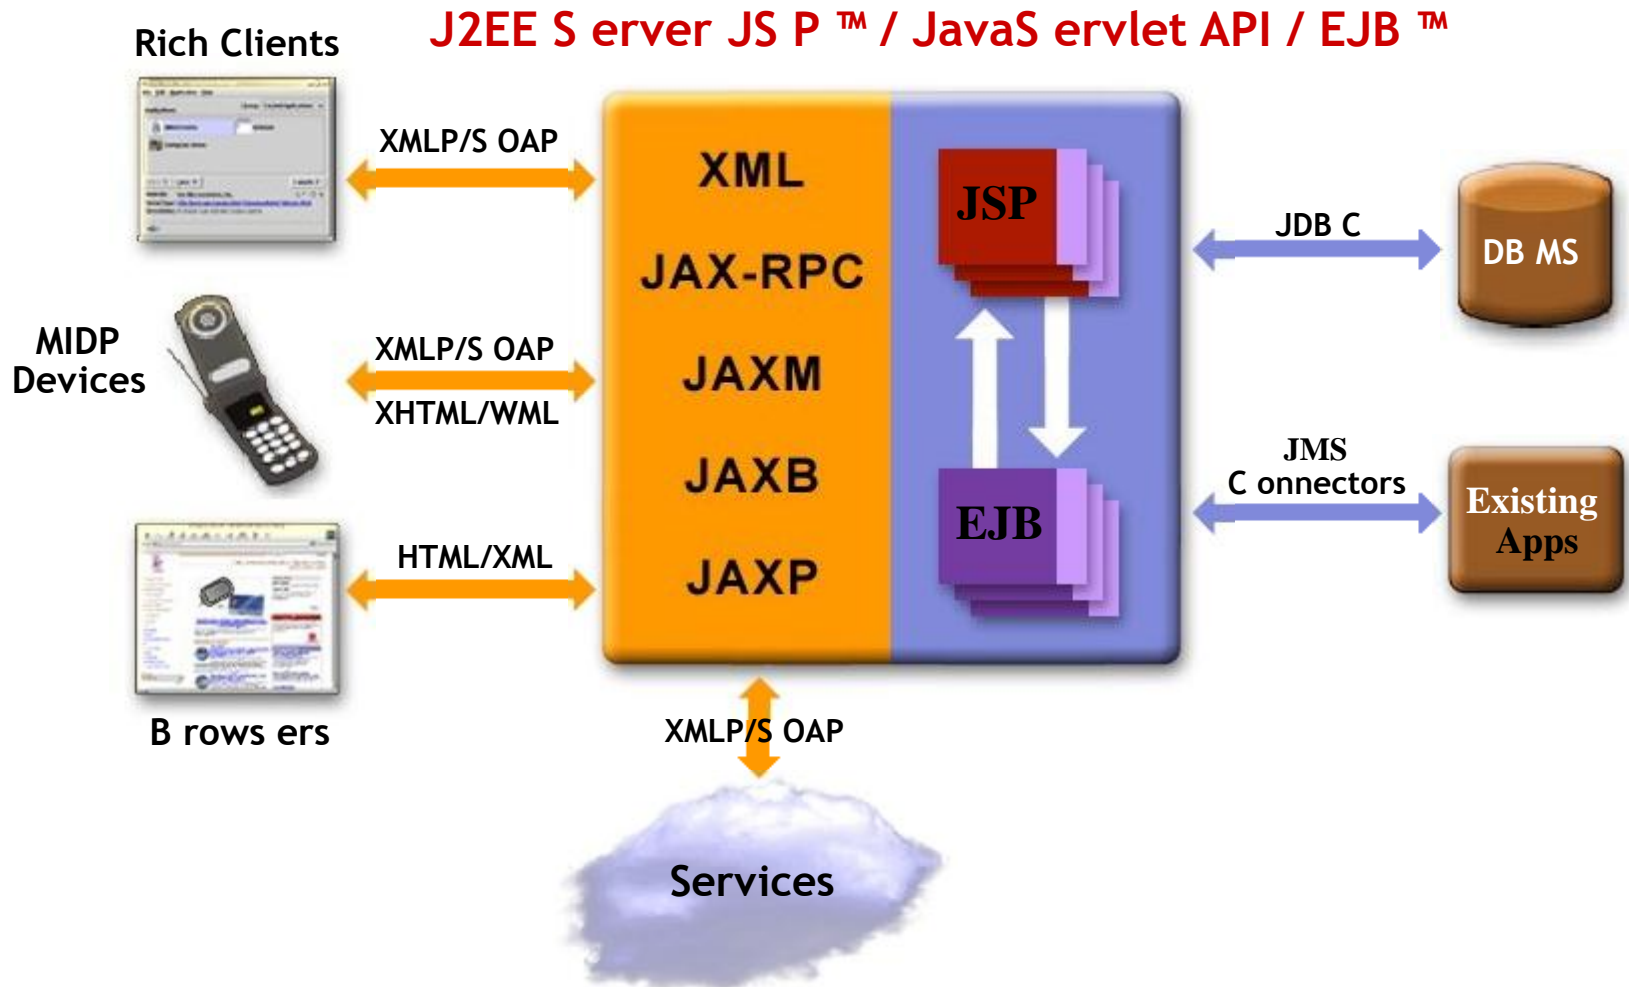 J2EE S erver JS P ™ / JavaS ervlet API / EJB ™
Rich Clients
XMLP/S OAP
MIDP
Devices
XMLP/S OAP
XHTML/WML
HTML/XML
B rows ers
XML
JAX-RPC
JAXM
JAXB
JAXP
JSP
EJB
JDB C
DB MS
JMS
C onnectors
Existing
Apps
XMLP/S OAP
Services